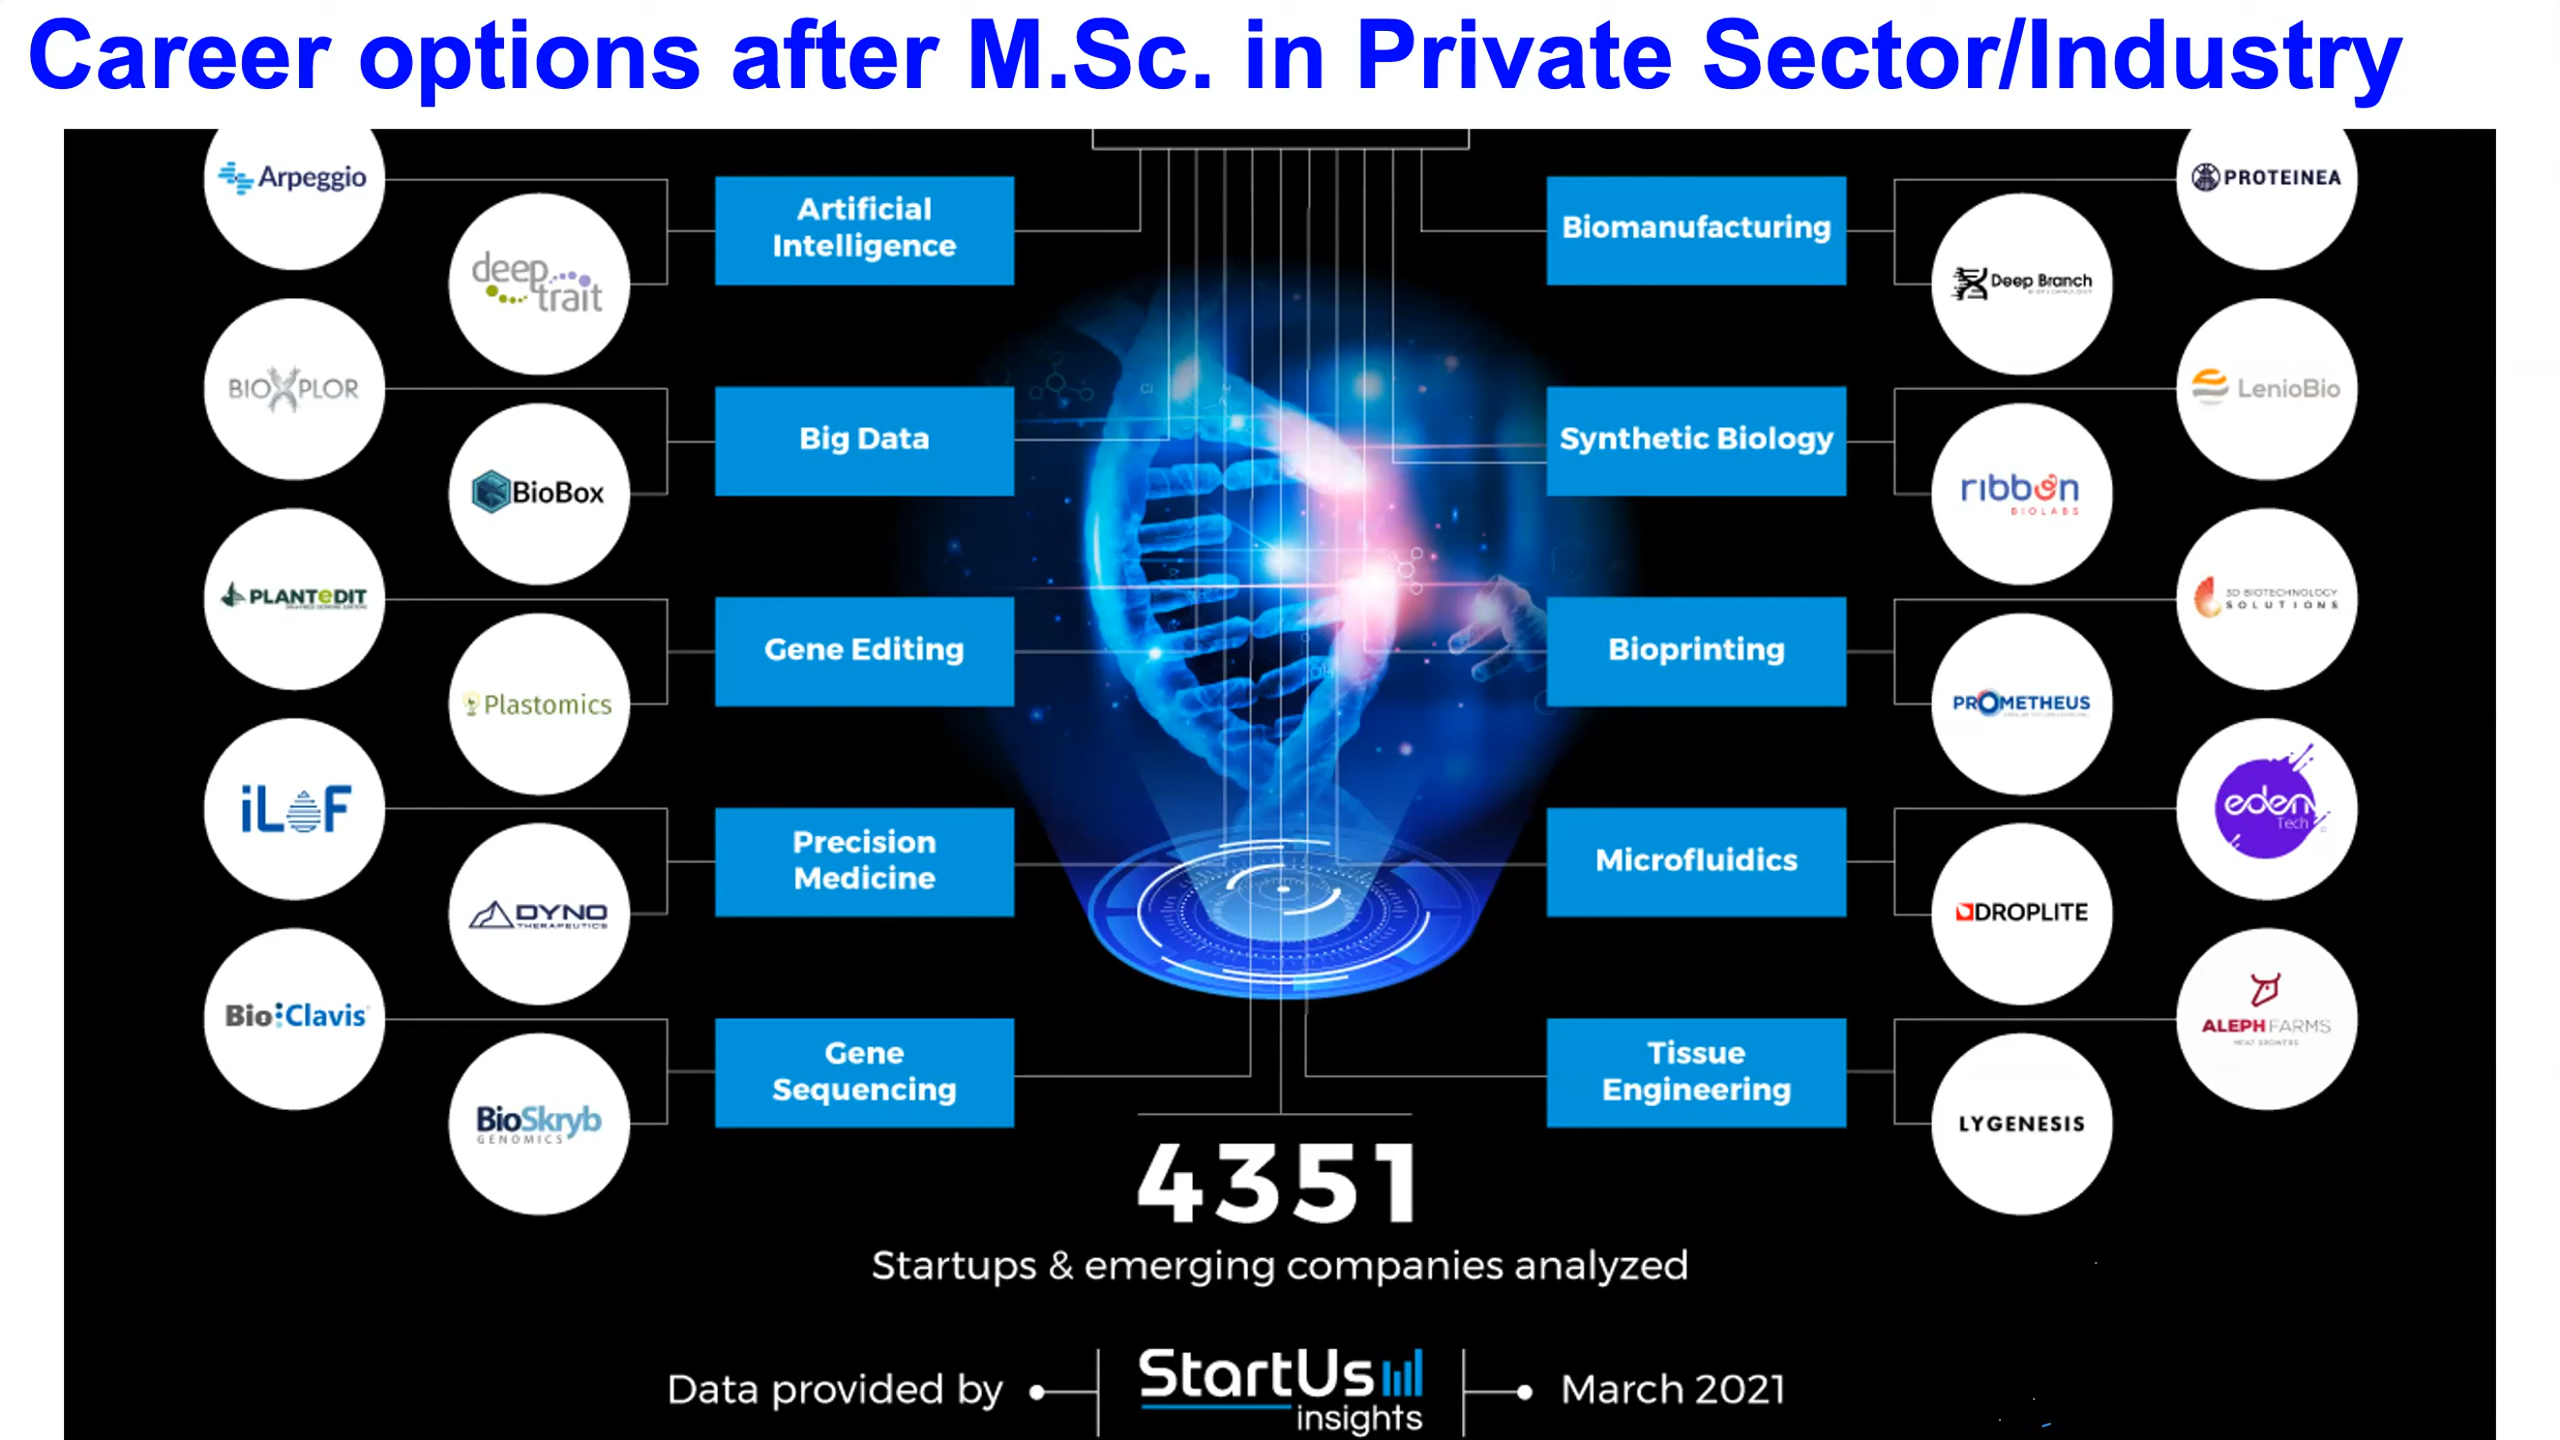 Career options after M.Sc. in Private Sector/Industry
Arpeggio
deep
trait
Artificial
Intelligence
BIOXPLOR
BioBox
Big Data
PLANTeDIT
Plastomics
Gene Editing
iLoF
DYNO
THERAPEUTICS
Precision
Medicine
Bio:Clavis
BioSkryb
GENOMICS
Gene
Sequencing
Biomanufacturing
PROTEINEA
Deep Branch
Synthetic Biology
LenioBio
ribbon
BIOLABS
Bioprinting
3D BIOTECHNOLOGY
SOLUTIONS
PROMETHEUS
Microfluidics
eden
Tech
DROPLITE
Tissue
Engineering
ALEPH FARMS
MEAT GROWERS
LYGENESIS
4351
Startups & emerging companies analyzed
Data provided by
StartUs
insights
March 2021